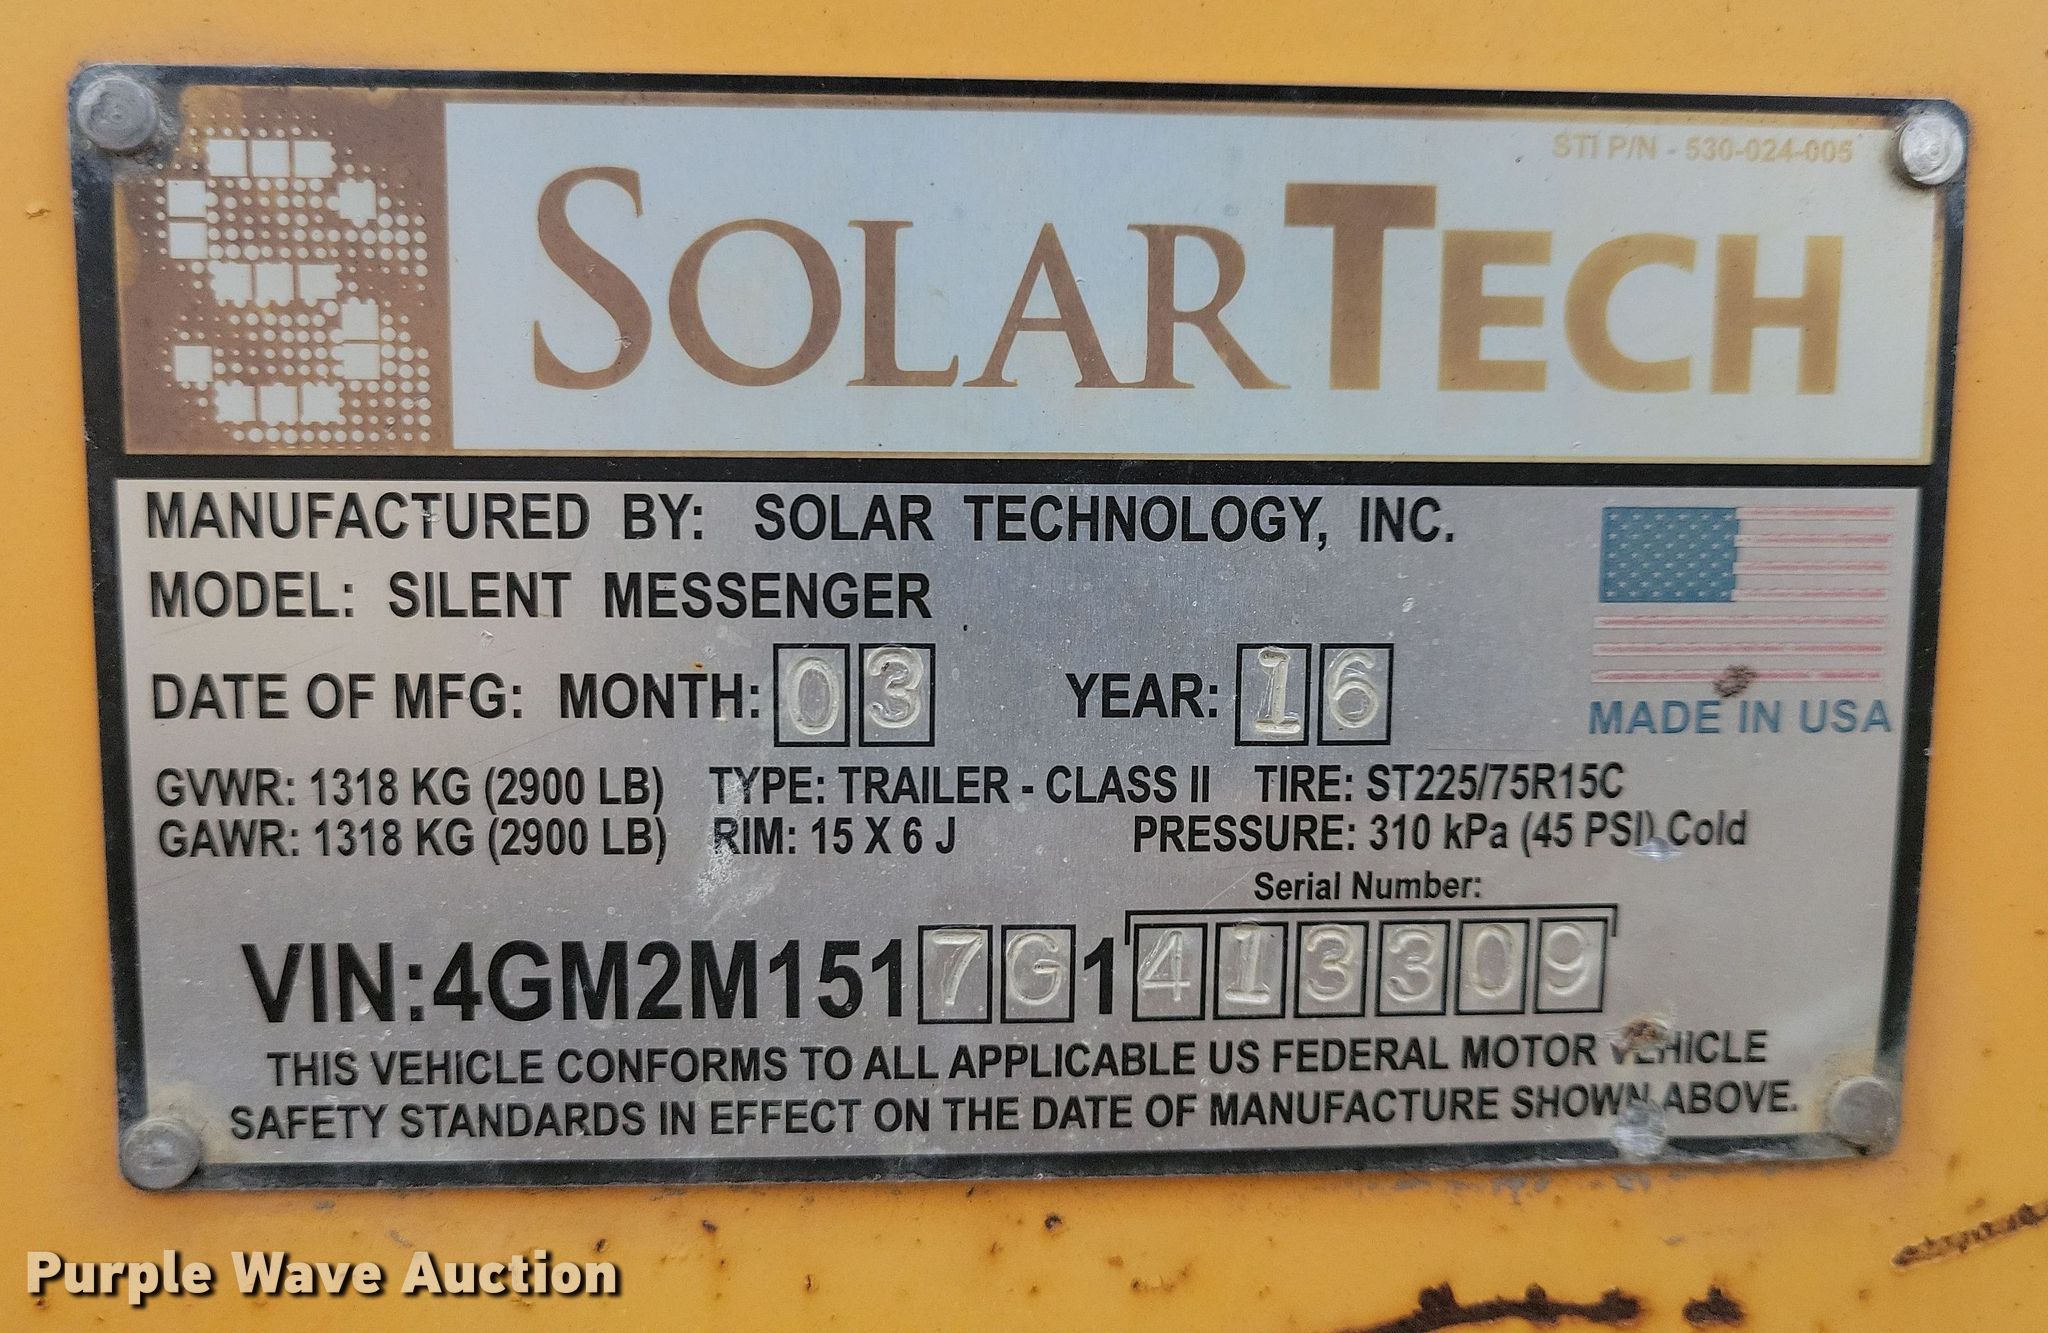 STI P/N - 530-024-005
SOLARTECH
MANUFACTURED BY: SOLAR TECHNOLOGY, INC.
MODEL: SILENT MESSENGER
DATE OF MFG: MONTH: 03 YEAR: 16
MADE IN USA
GVWR: 1318 KG (2900 LB) TYPE: TRAILER - CLASS II TIRE: ST225/75R15C
GAWR: 1318 KG (2900 LB) RIM: 15 X 6 J PRESSURE: 310 kPa (45 PSI) Cold
Serial Number:
VIN:4GM2M1517G1413309
THIS VEHICLE CONFORMS TO ALL APPLICABLE US FEDERAL MOTOR VEHICLE
SAFETY STANDARDS IN EFFECT ON THE DATE OF MANUFACTURE SHOWN ABOVE.
Purple Wave Auction